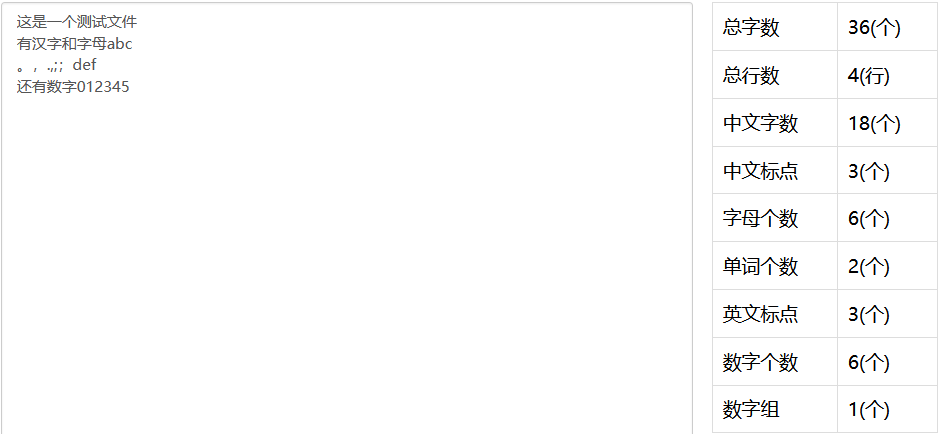 这是一个测试文件
有汉字和字母abc
。，.,;；def
还有数字012345
总字数 36(个)
总行数 4(行)
中文字数 18(个)
中文标点 3(个)
字母个数 6(个)
单词个数 2(个)
英文标点 3(个)
数字个数 6(个)
数字组 1(个)